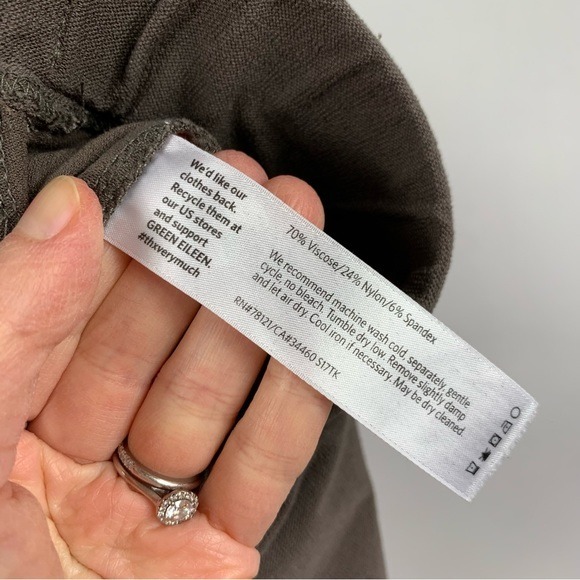 We'd like our
clothes back.
Recycle them at
our US stores
and support
GREEN EILEEN.
#thxverymuch
70% Viscose/24% Nylon/6% Spandex
We recommend machine wash cold, separately, gentle
cycle, no bleach. Tumble dry low. Remove slightly damp
and let air dry. Cool iron if necessary. May be dry cleaned.
RN#78121/CA#34460 S17TK